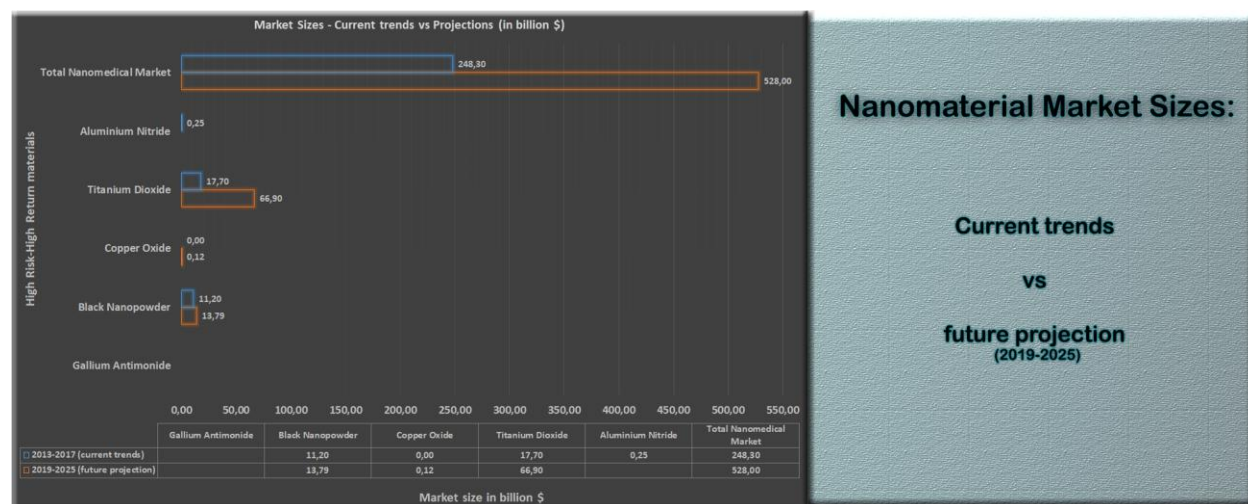 Market Sizes - Current trends vs Projections (in billion $)
High Risk-High Return materials
Total Nanomedical Market
248,30
528,00
Aluminium Nitride
0,25
Titanium Dioxide
17,70
66,90
Copper Oxide
0,00
0,12
Black Nanopowder
11,20
13,79
Gallium Antimonide
0,00 50,00 100,00 150,00 200,00 250,00 300,00 350,00 400,00 450,00 500,00 550,00
Gallium Antimonide Black Nanopowder Copper Oxide Titanium Dioxide Aluminium Nitride Total Nanomedical
Market
2013-2017 (current trends) 11,20 0,00 17,70 0,25 248,30
2019-2025 (future projection) 13,79 0,12 66,90 528,00
Market size in billion $
Nanomaterial Market Sizes:
Current trends
vs
future projection
(2019-2025)